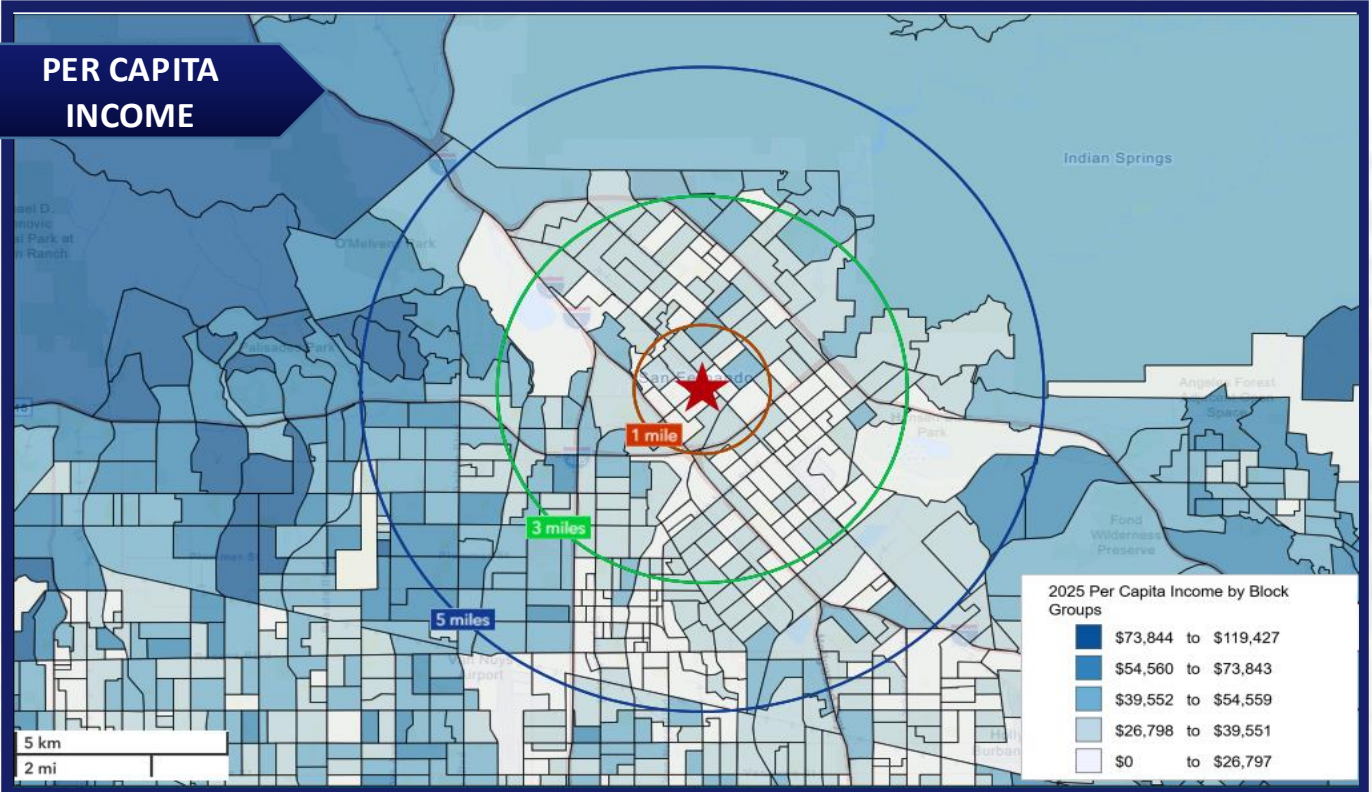 PER CAPITA
INCOME
Indian Springs
O'Melveny Park
Palisades Park
San Fernando
Park
1 mile
3 miles
5 miles
Van Nuys
Airport
Angeles Forest
Space
Fond
Wilderness
Preserve
5 km
2 mi
2025 Per Capita Income by Block
Groups
$73,844 to $119,427
$54,560 to $73,843
$39,552 to $54,559
$26,798 to $39,551
$0 to $26,797